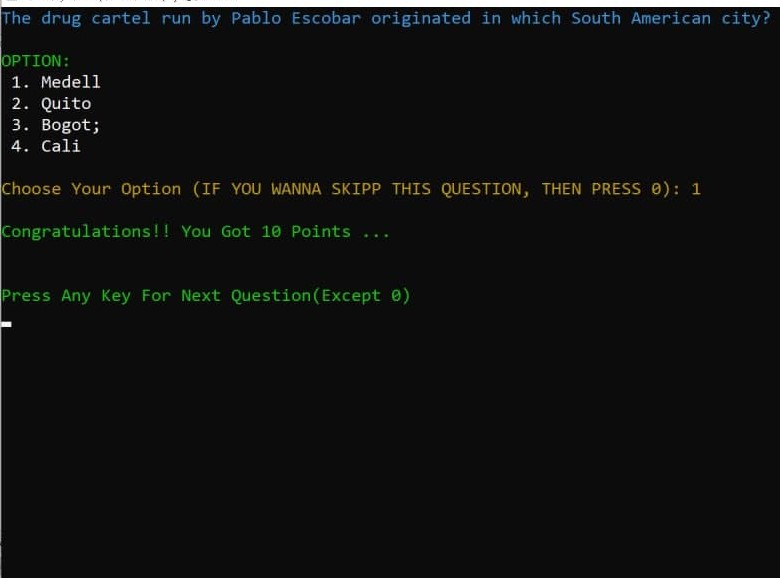 The drug cartel run by Pablo Escobar originated in which South American city?
OPTION:
1. Medell
2. Quito
3. Bogot;
4. Cali
Choose Your Option (IF YOU WANNA SKIPP THIS QUESTION, THEN PRESS 0): 1
Congratulations!! You Got 10 Points ...
Press Any Key For Next Question(Except 0)